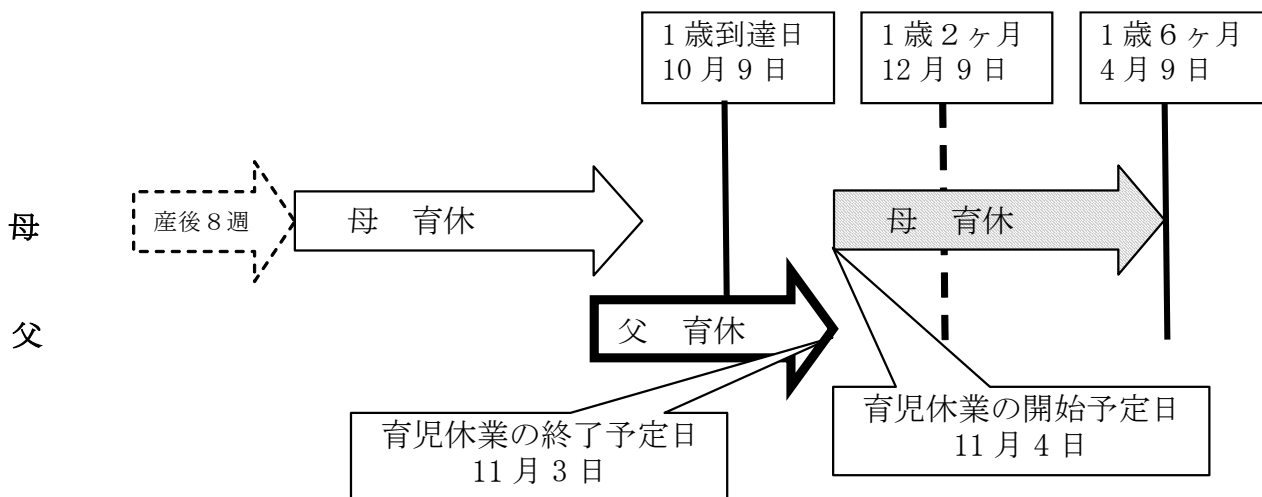 1歳到達日
10月9日
1歳2ヶ月
12月9日
1歳6ヶ月
4月9日
母
産後8週
母　育休
母　育休
父
父　育休
育児休業の終了予定日
11月3日
育児休業の開始予定日
11月4日